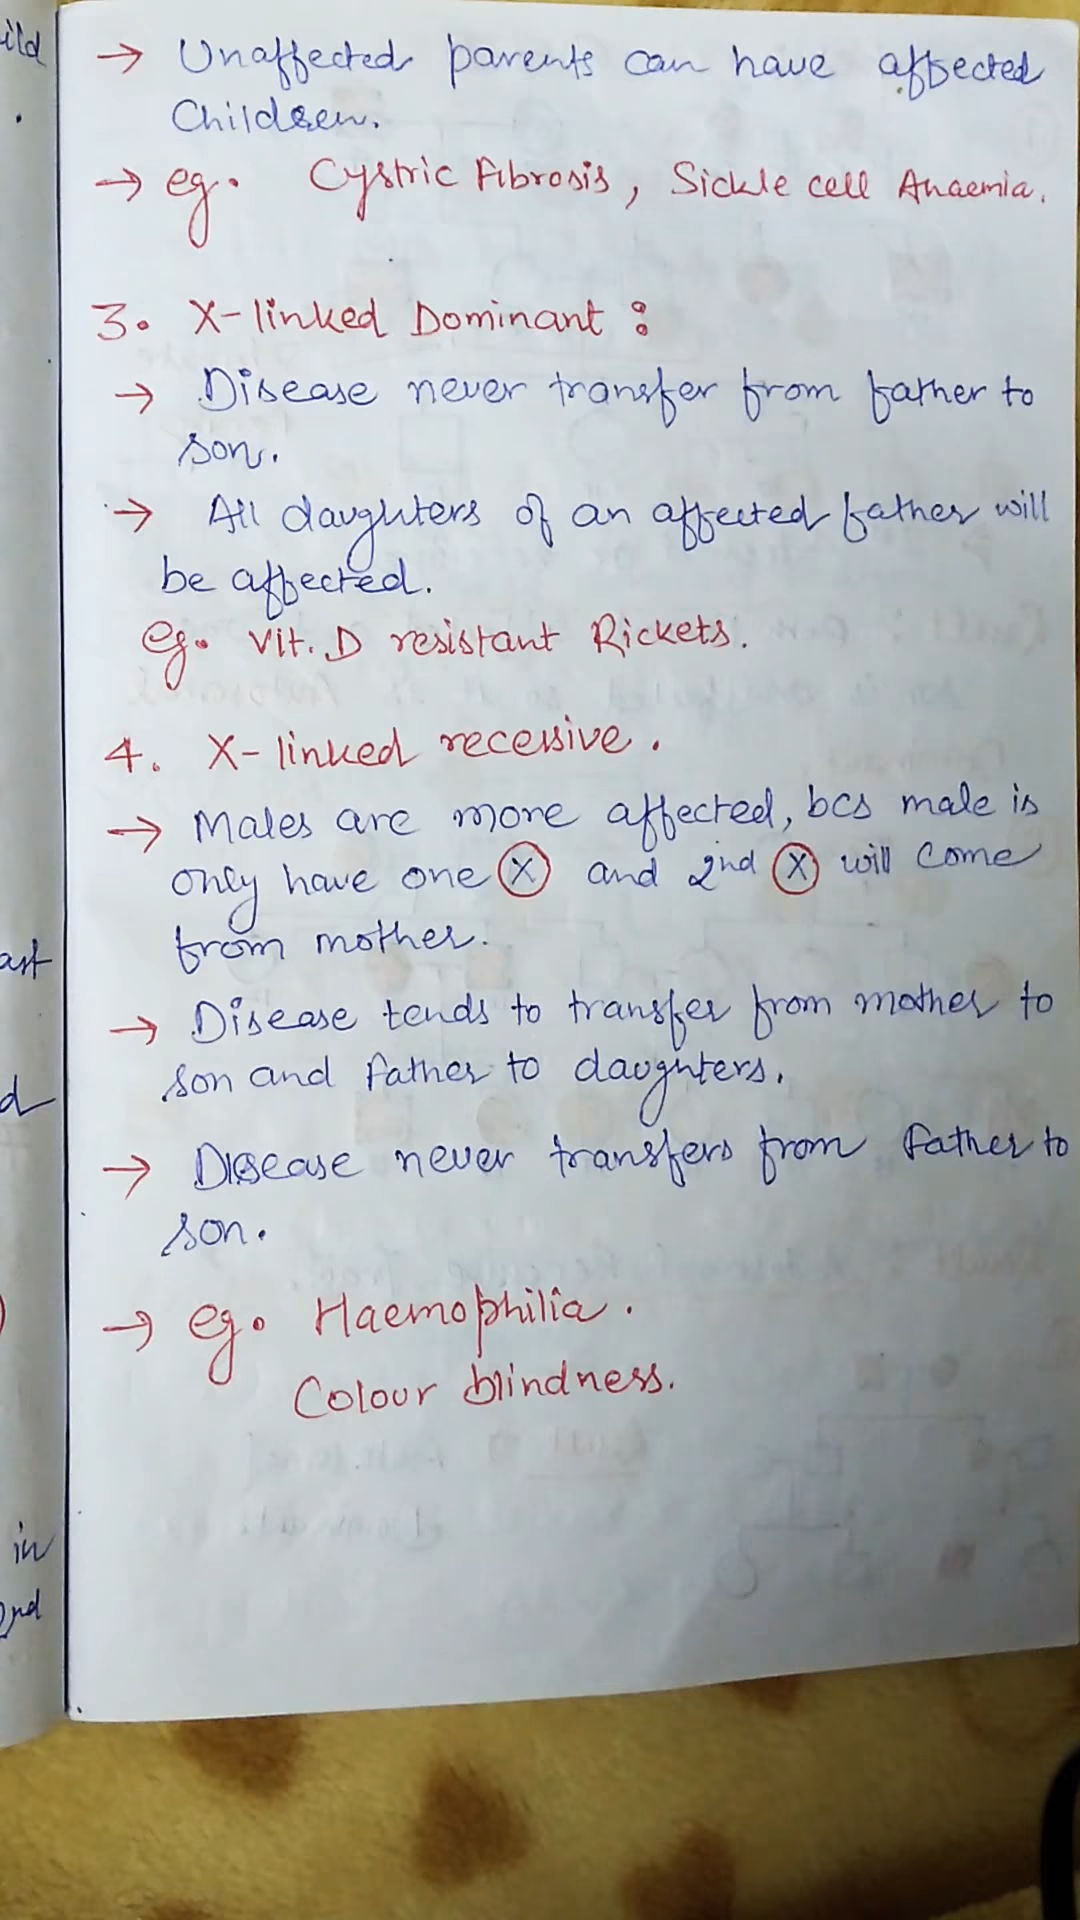 ild
→ Unaffected parents can have affected
Children.
→ eg. Cystric Fibrosis, Sickle cell Anaemia.
3. X-linked Dominant :
→ Disease never transfer from father to
son.
→ All daughters of an affected father will
be affected.
eg. Vit. D resistant Rickets.
4. X-linked recessive.
→ Males are more affected, bcs male is
only have one X and 2nd X will come
from mother.
→ Disease tends to transfer from mother to
son and father to daughters.
→ Disease never transfers from father to
son.
→ eg. Haemophilia.
Colour blindness.
in
2nd